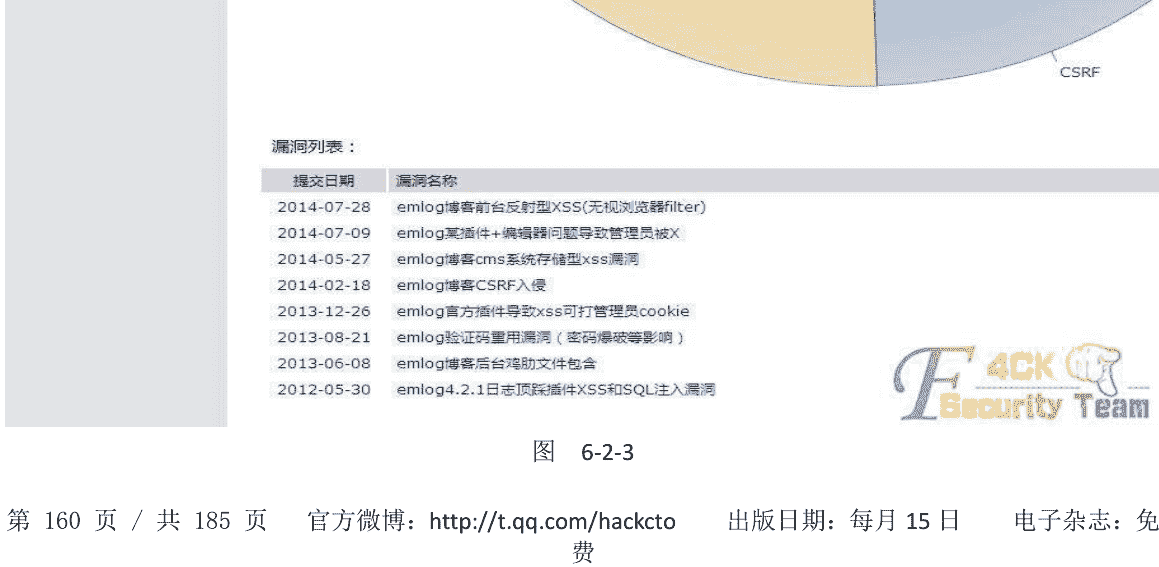 CSRF
漏洞列表：
提交日期 漏洞名称
2014-07-28 emlog博客前台反射型XSS(无视浏览器filter)
2014-07-09 emlog某插件+编辑器问题导致管理员被X
2014-05-27 emlog博客cms系统存储型xss漏洞
2014-02-18 emlog博客CSRF入侵
2013-12-26 emlog官方插件导致xss可打管理员cookie
2013-08-21 emlog验证码重用漏洞（密码爆破等影响）
2013-06-08 emlog博客后台鸡肋文件包含
2012-05-30 emlog4.2.1日志顶踩插件XSS和SQL注入漏洞
F4CK
Security Team
图 6-2-3
第 160 页 / 共 185 页 官方微博：http://t.qq.com/hackcto 出版日期：每月 15 日 电子杂志：免
费